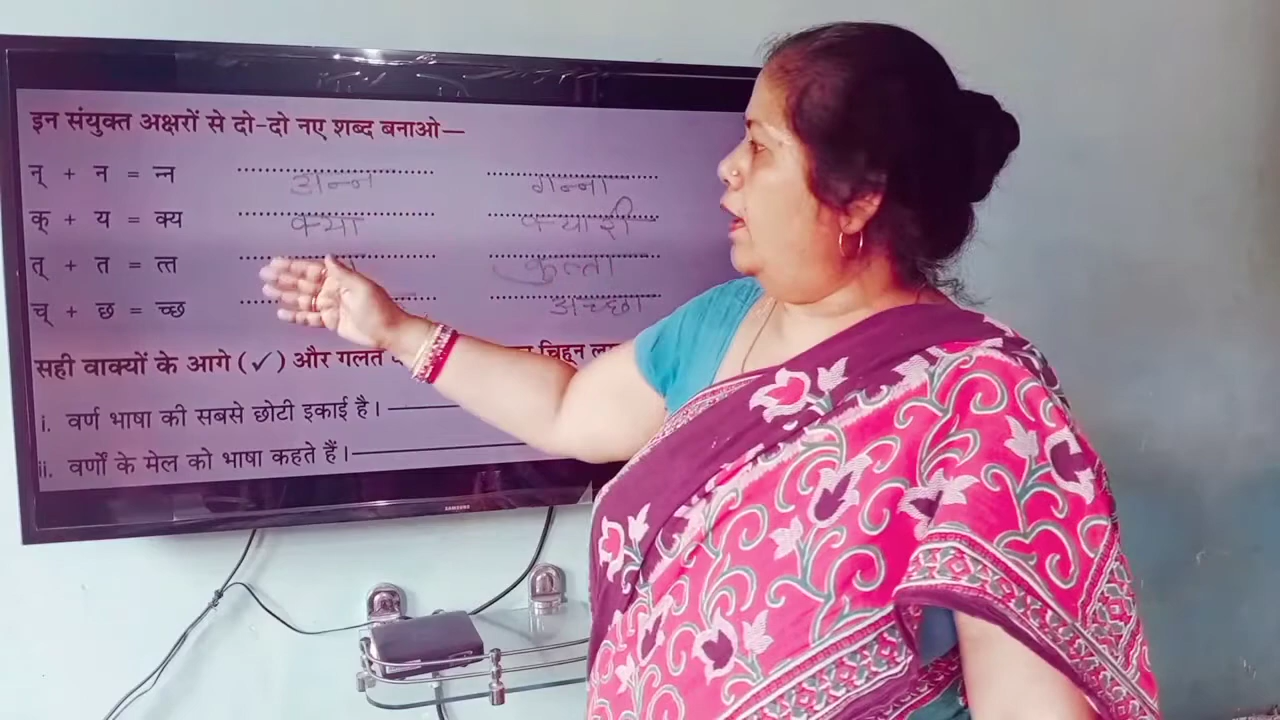 इन संयुक्त अक्षरों से दो-दो नए शब्द बनाओ—
न् + न = न्न अन्न गन्ना
क् + य = क्य क्या क्यारी
त् + त = त्त कुत्ता
च् + छ = च्छ अच्छा
सही वाक्यों के आगे (✓) और गलत चिह्न
i. वर्ण भाषा की सबसे छोटी इकाई है।
ii. वर्णों के मेल को भाषा कहते हैं।
SAMSUNG